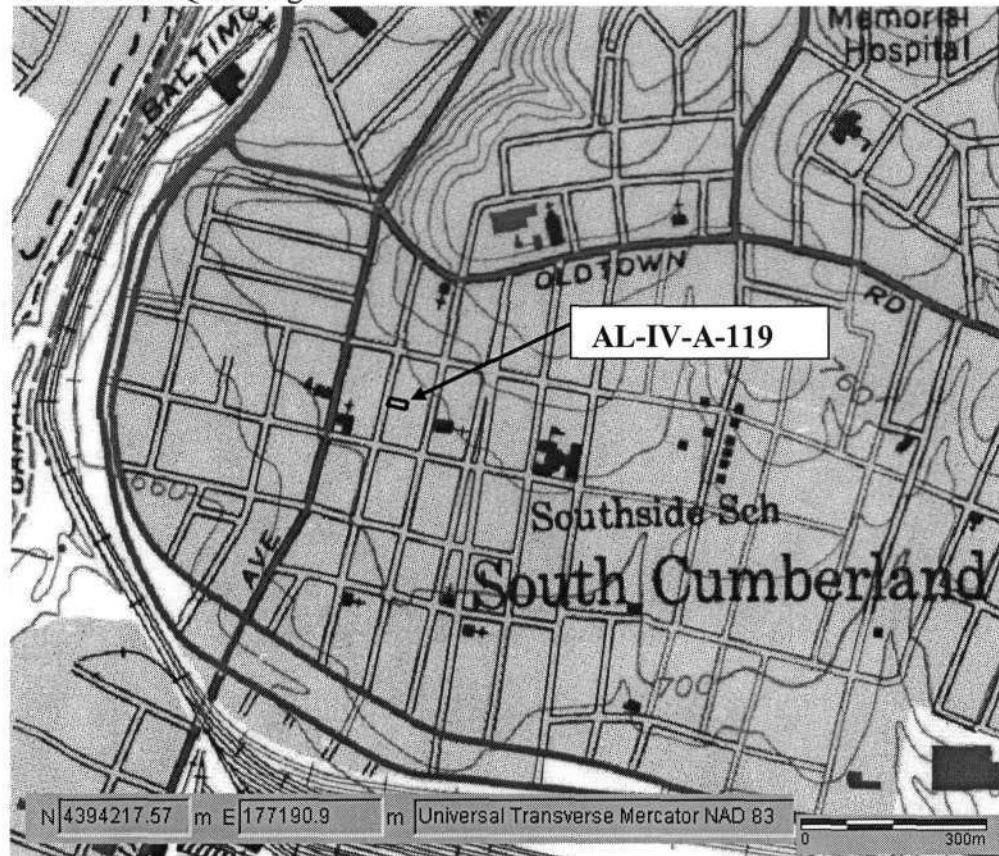 BALTIMO
Memorial
Hospital
OLDTOWN
RD
AL-IV-A-119
760
CANAL
660
Southside Sch
AVE
South Cumberland
700
N 4394217.57 m E 177190.9 m Universal Transverse Mercator NAD 83
0 300m